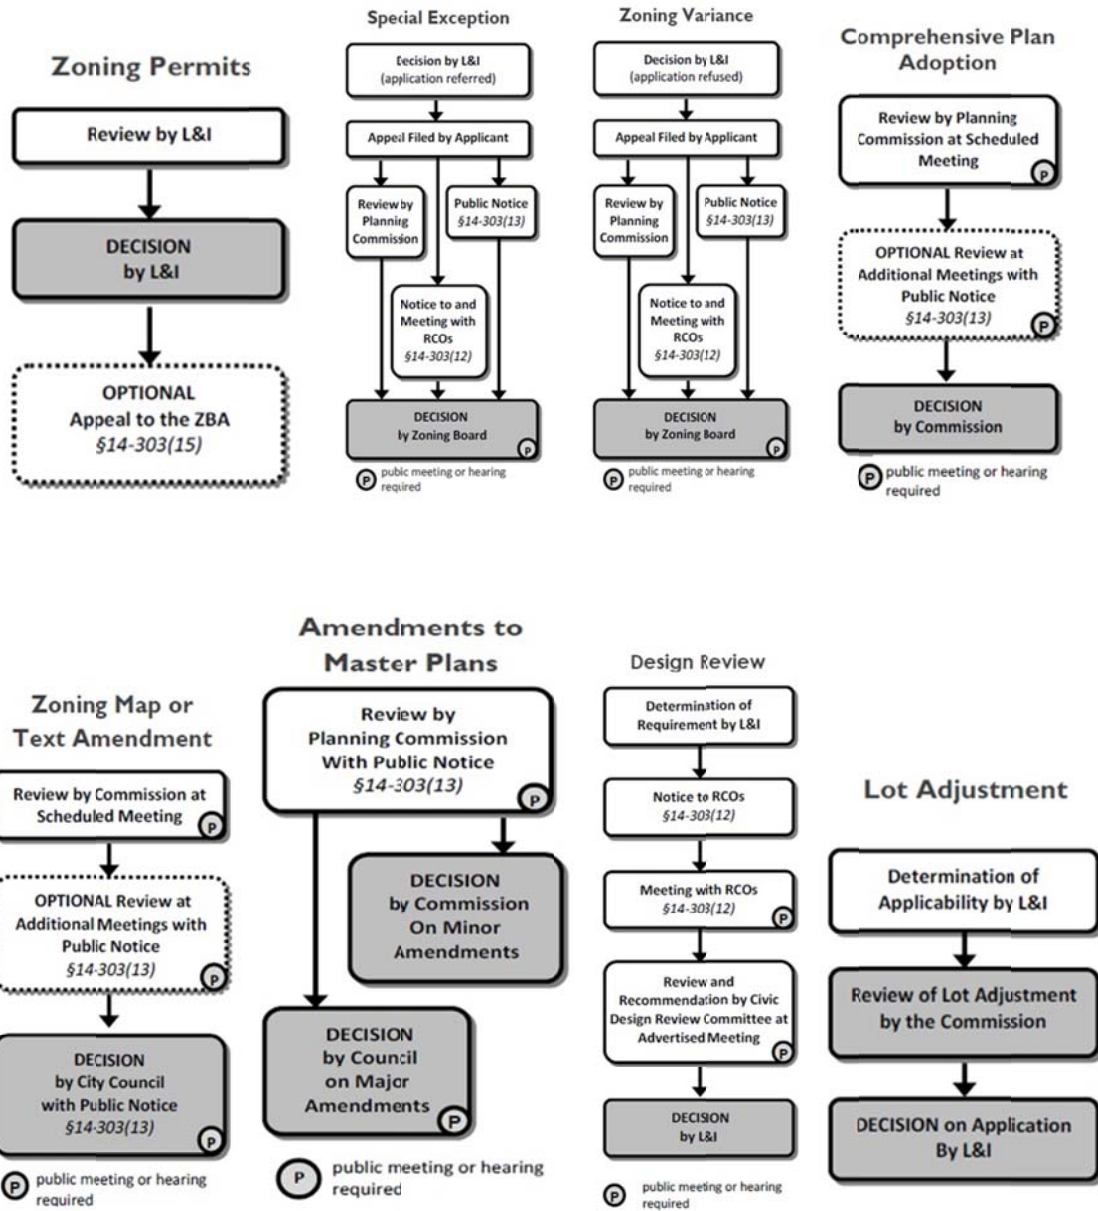 Zoning Permits
Review by L&I
DECISION
by L&I
OPTIONAL
Appeal to the ZBA
§14-303(15)
Special Exception
Decision by L&I
(application referred)
Appeal Filed by Applicant
Review by
Planning
Commission
Public Notice
§14-303(13)
Notice to and
Meeting with
RCOs
§14-303(12)
DECISION
by Zoning Board
P
P
public meeting or hearing
required
Zoning Variance
Decision by L&I
(application refused)
Appeal Filed by Applicant
Review by
Planning
Commission
Public Notice
§14-303(13)
Notice to and
Meeting with
RCOs
§14-303(12)
DECISION
by Zoning Board
P
P
public meeting or hearing
required
Comprehensive Plan
Adoption
Review by Planning
Commission at Scheduled
Meeting
P
OPTIONAL Review at
Additional Meetings with
Public Notice
§14-303(13)
P
DECISION
by Commission
P
public meeting or hearing
required
Zoning Map or
Text Amendment
Review by Commission at
Scheduled Meeting
P
OPTIONAL Review at
Additional Meetings with
Public Notice
§14-303(13)
P
DECISION
by City Council
with Public Notice
§14-303(13)
P
P
public meeting or hearing
required
Amendments to
Master Plans
Review by
Planning Commission
With Public Notice
§14-303(13)
P
DECISION
by Commission
On Minor
Amendments
DECISION
by Council
on Major
Amendments
P
P
public meeting or hearing
required
Design Review
Determination of
Requirement by L&I
Notice to RCOs
§14-303(12)
Meeting with RCOs
§14-303(12)
P
Review and
Recommendation by Civic
Design Review Committee at
Advertised Meeting
P
DECISION
by L&I
P
public meeting or hearing
required
Lot Adjustment
Determination of
Applicability by L&I
Review of Lot Adjustment
by the Commission
DECISION on Application
By L&I